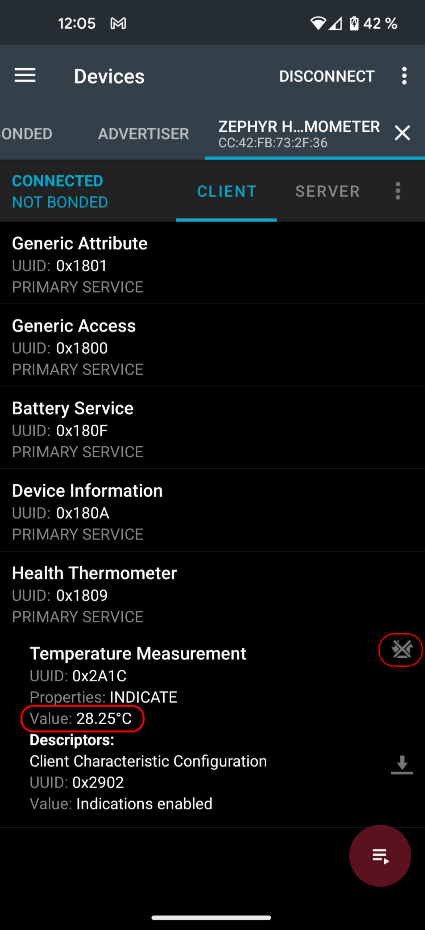 12:05
42 %
Devices
DISCONNECT
ONDED
ADVERTISER
ZEPHYR H...MOMETER
CC:42:FB:73:2F:36
CONNECTED
NOT BONDED
CLIENT
SERVER
Generic Attribute
UUID: 0x1801
PRIMARY SERVICE
Generic Access
UUID: 0x1800
PRIMARY SERVICE
Battery Service
UUID: 0x180F
PRIMARY SERVICE
Device Information
UUID: 0x180A
PRIMARY SERVICE
Health Thermometer
UUID: 0x1809
PRIMARY SERVICE
Temperature Measurement
UUID: 0x2A1C
Properties: INDICATE
Value: 28.25°C
Descriptors:
Client Characteristic Configuration
UUID: 0x2902
Value: Indications enabled